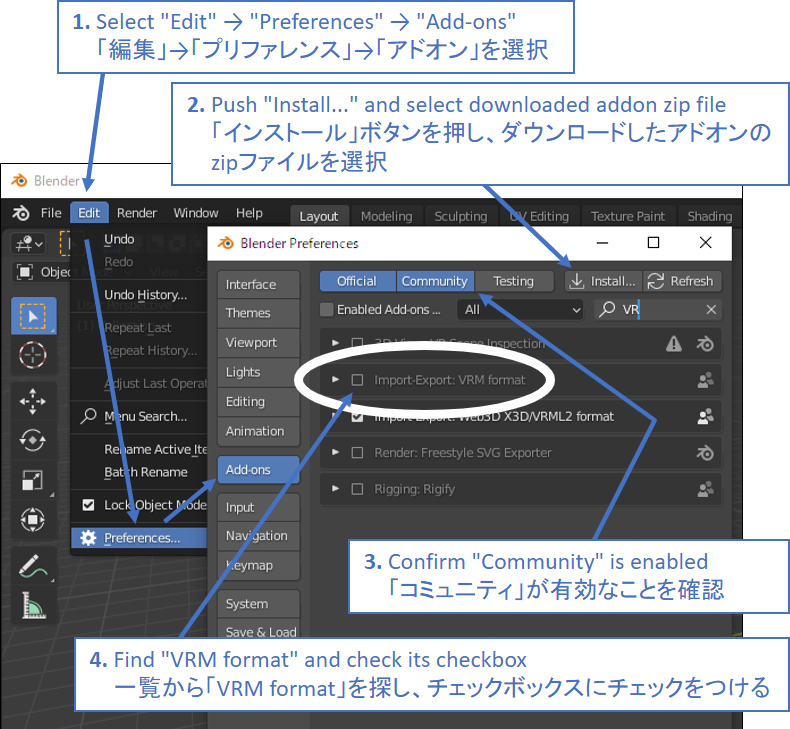 1. Select "Edit" → "Preferences" → "Add-ons"
「編集」→「プリファレンス」→「アドオン」を選択
2. Push "Install..." and select downloaded addon zip file
「インストール」ボタンを押し、ダウンロードしたアドオンの
zipファイルを選択
Blender
File Edit Render Window Help Layout Modeling Sculpting UV Editing Texture Paint Shading
Undo
Redo
Undo History...
Repeat Last
Repeat History...
Adjust Last Operat
Menu Search...
Rename Active Ite
Batch Rename
Lock Object Mode
Preferences...
Object
Blender Preferences
Interface
Themes
Viewport
Lights
Editing
Animation
Add-ons
Input
Navigation
Keymap
System
Save & Load
Official Community Testing Install... Refresh
Enabled Add-ons ... All VR
3D View: VR Scene Inspection
Import-Export: VRM format
Import-Export: Web3D X3D/VRML2 format
Render: Freestyle SVG Exporter
Rigging: Rigify
3. Confirm "Community" is enabled
「コミュニティ」が有効なことを確認
4. Find "VRM format" and check its checkbox
一覧から「VRM format」を探し、チェックボックスにチェックをつける